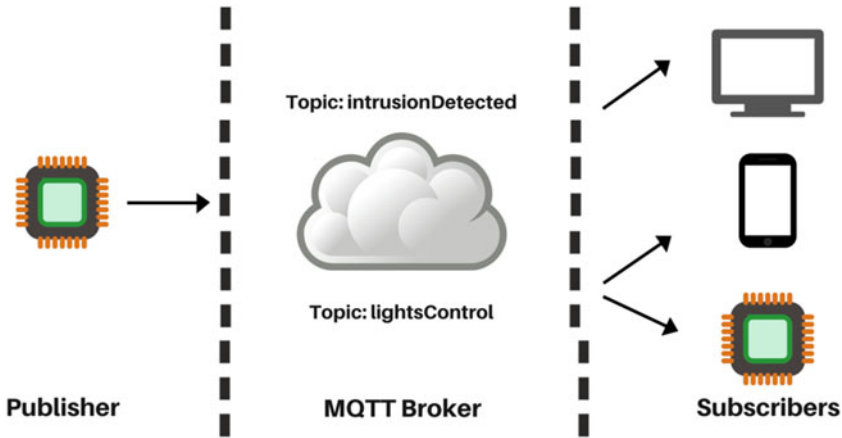 Topic: intrusionDetected
Topic: lightsControl
Publisher
MQTT Broker
Subscribers